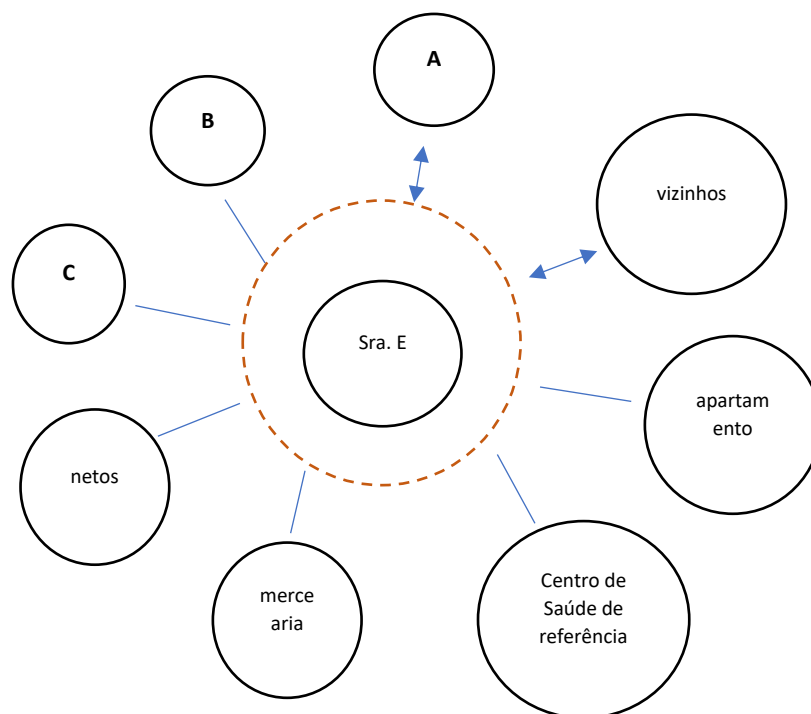 A
B
vizinhos
C
Sra. E
apartam
ento
netos
merce
aria
Centro de
Saúde de
referência